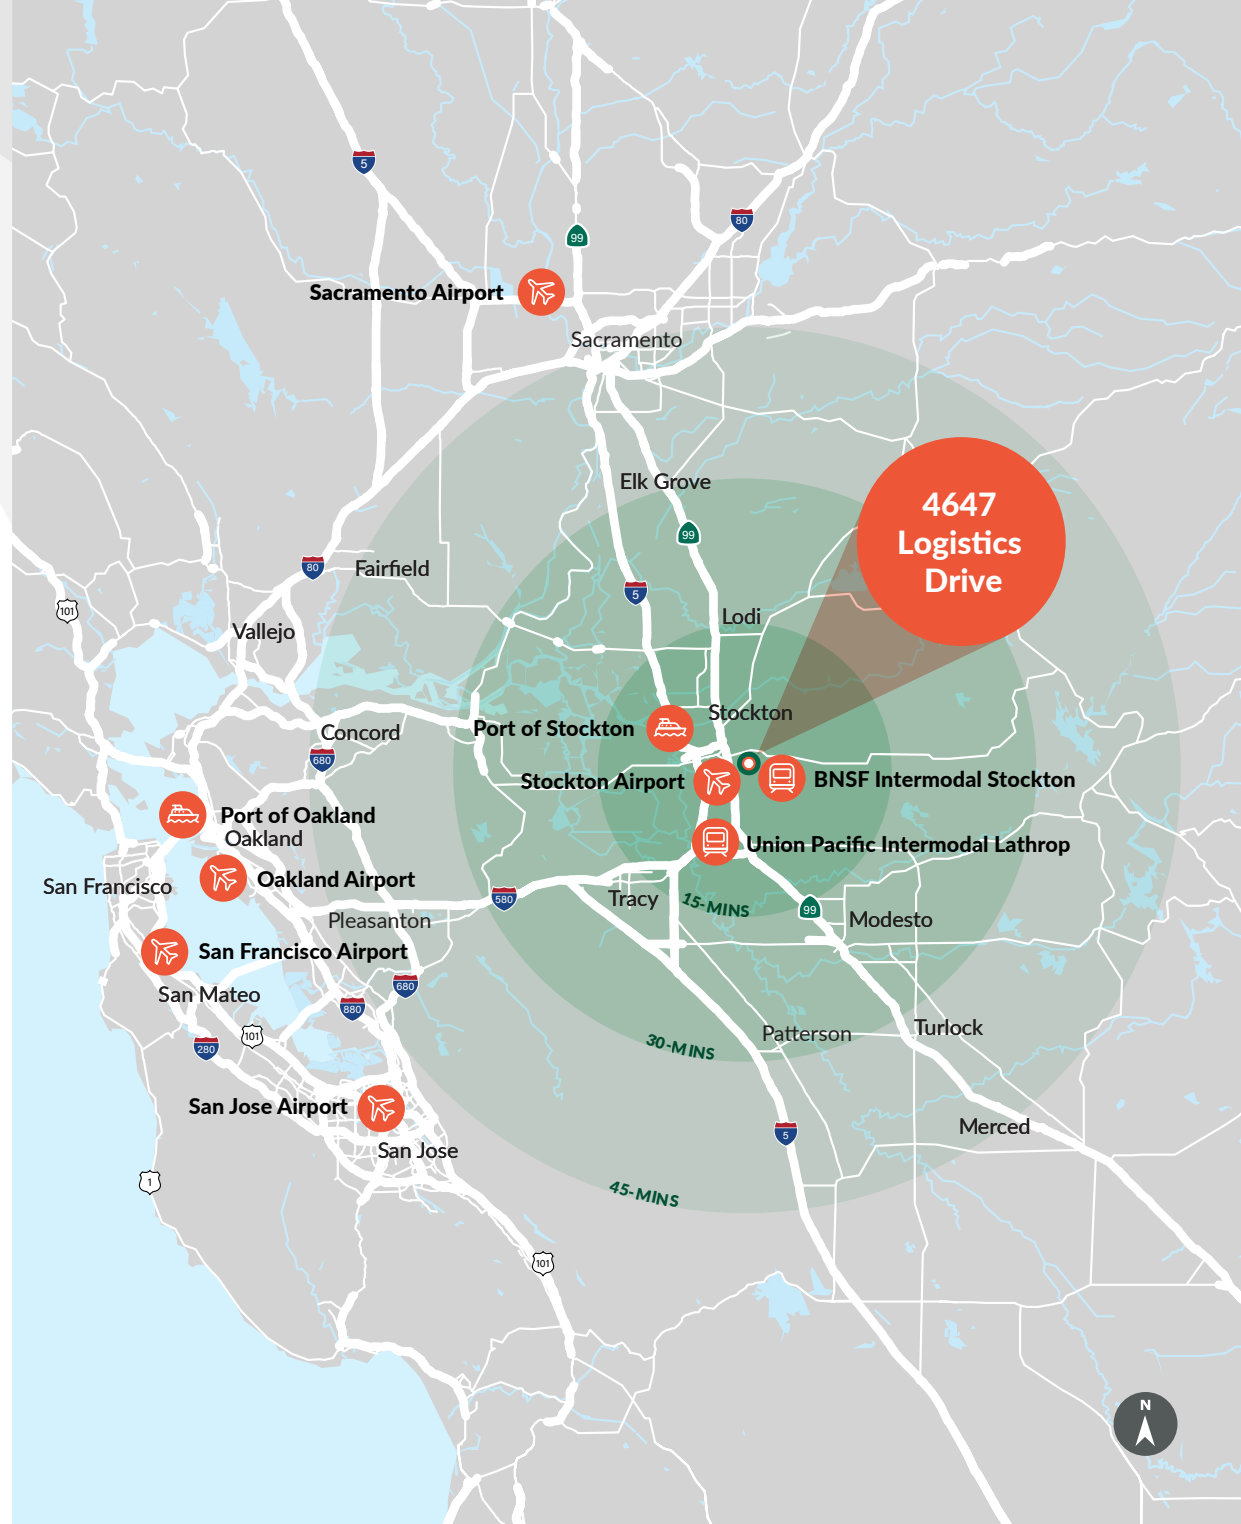 5
80
99
Sacramento Airport
Sacramento
Elk Grove
4647
Logistics
Drive
99
80
Fairfield
5
101
Lodi
Vallejo
Stockton
Port of Stockton
Concord
680
Stockton Airport
BNSF Intermodal Stockton
Port of Oakland
Oakland
Union Pacific Intermodal Lathrop
San Francisco
Oakland Airport
580
Tracy
15-MINS
99
Modesto
Pleasanton
San Francisco Airport
680
San Mateo
880
101
280
30-MINS
Patterson
Turlock
San Jose Airport
Merced
5
San Jose
1
45-MINS
101
N